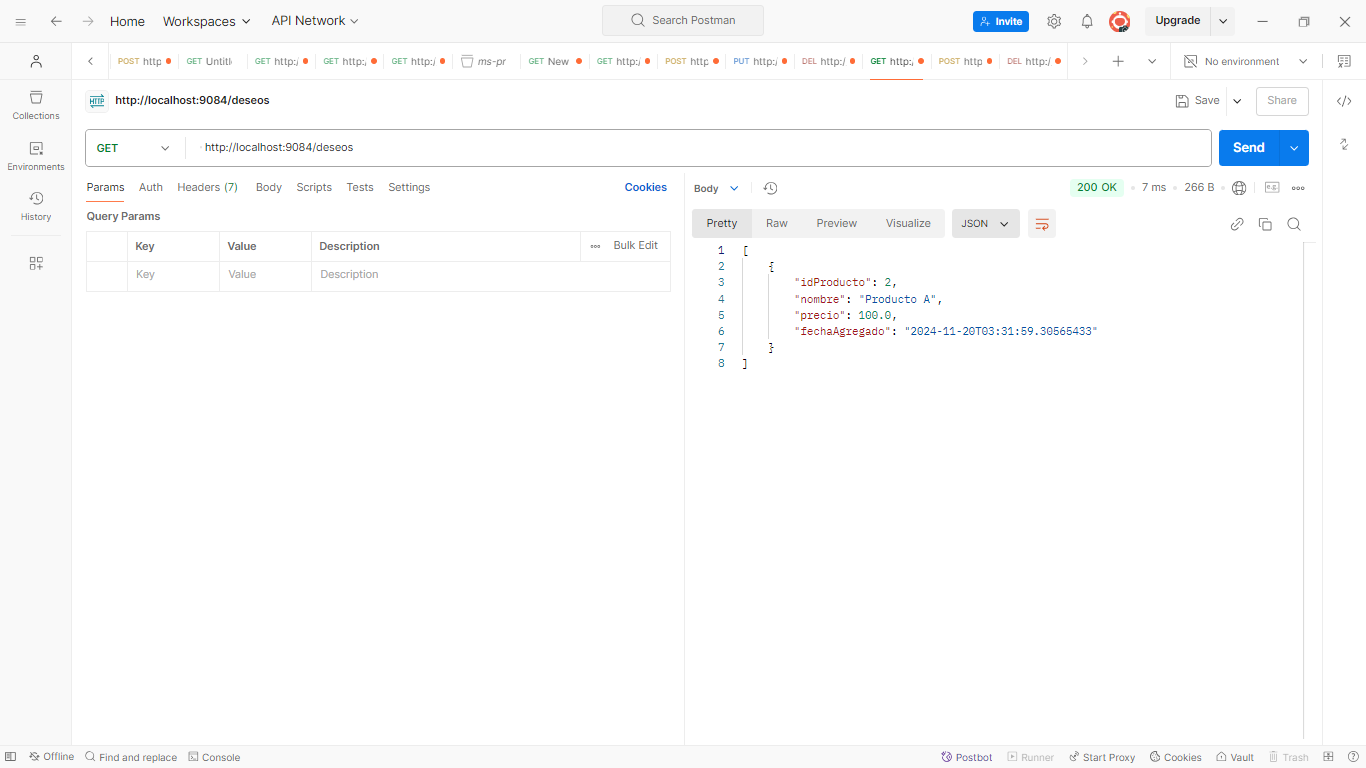 Home Workspaces API Network Search Postman Invite Upgrade
POST http GET Untitl GET http:/ GET http:/ GET http:/ ms-pr GET New GET http:/ POST http PUT http:/ DEL http:/ GET http:/ POST http DEL http:/ No environment
HTTP http://localhost:9084/deseos Save Share
Collections
GET http://localhost:9084/deseos Send
Environments
Params Auth Headers (7) Body Scripts Tests Settings Cookies
Body 200 OK 7 ms 266 B e.g.
History
Query Params
Pretty Raw Preview Visualize JSON
Key Value Description Bulk Edit
Key Value Description
1 [
2 {
3 "idProducto": 2,
4 "nombre": "Producto A",
5 "precio": 100.0,
6 "fechaAgregado": "2024-11-20T03:31:59.30565433"
7 }
8 ]
Offline Find and replace Console Postbot Runner Start Proxy Cookies Vault Trash